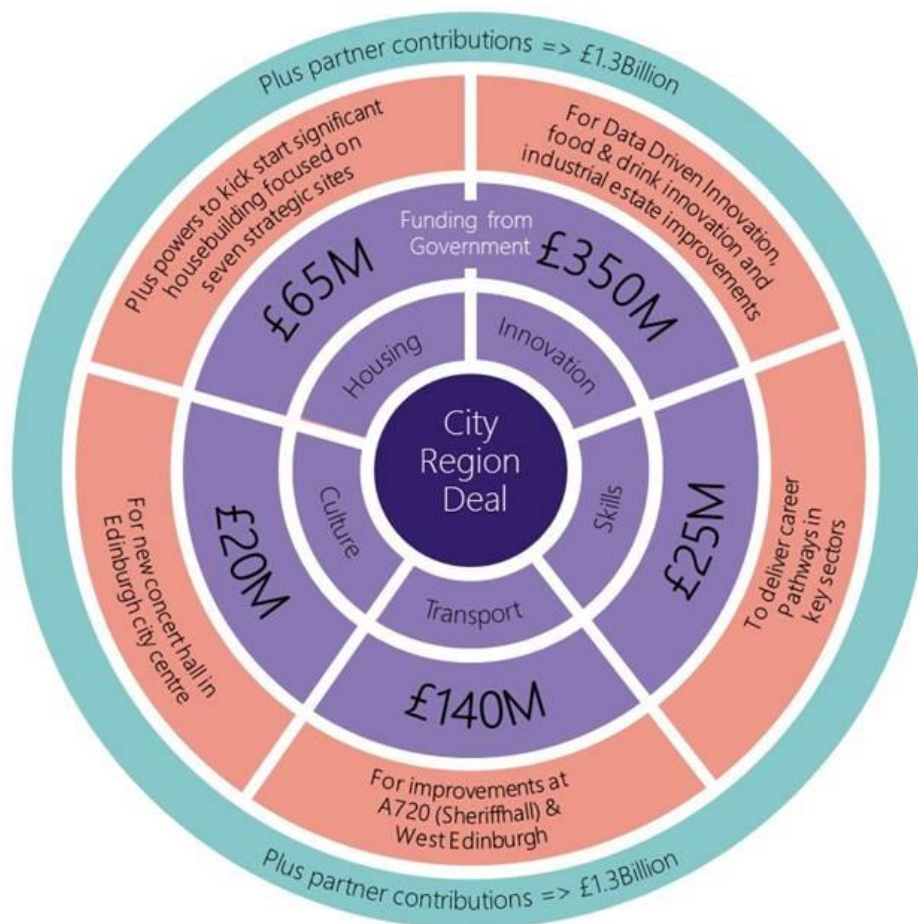 Plus partner contributions => £1.3Billion
Plus powers to kick start significant
housebuilding focused on
seven strategic sites
For Data Driven Innovation,
food & drink innovation and
industrial estate improvements
Funding from
Government
£65M
£350M
Housing
Innovation
City
Region
Deal
Culture
Skills
£20M
£25M
For new concert hall in
Edinburgh city centre
To deliver career
Pathways in
key sectors
Transport
£140M
For improvements at
A720 (Sheriffhall) &
West Edinburgh
Plus partner contributions => £1.3Billion